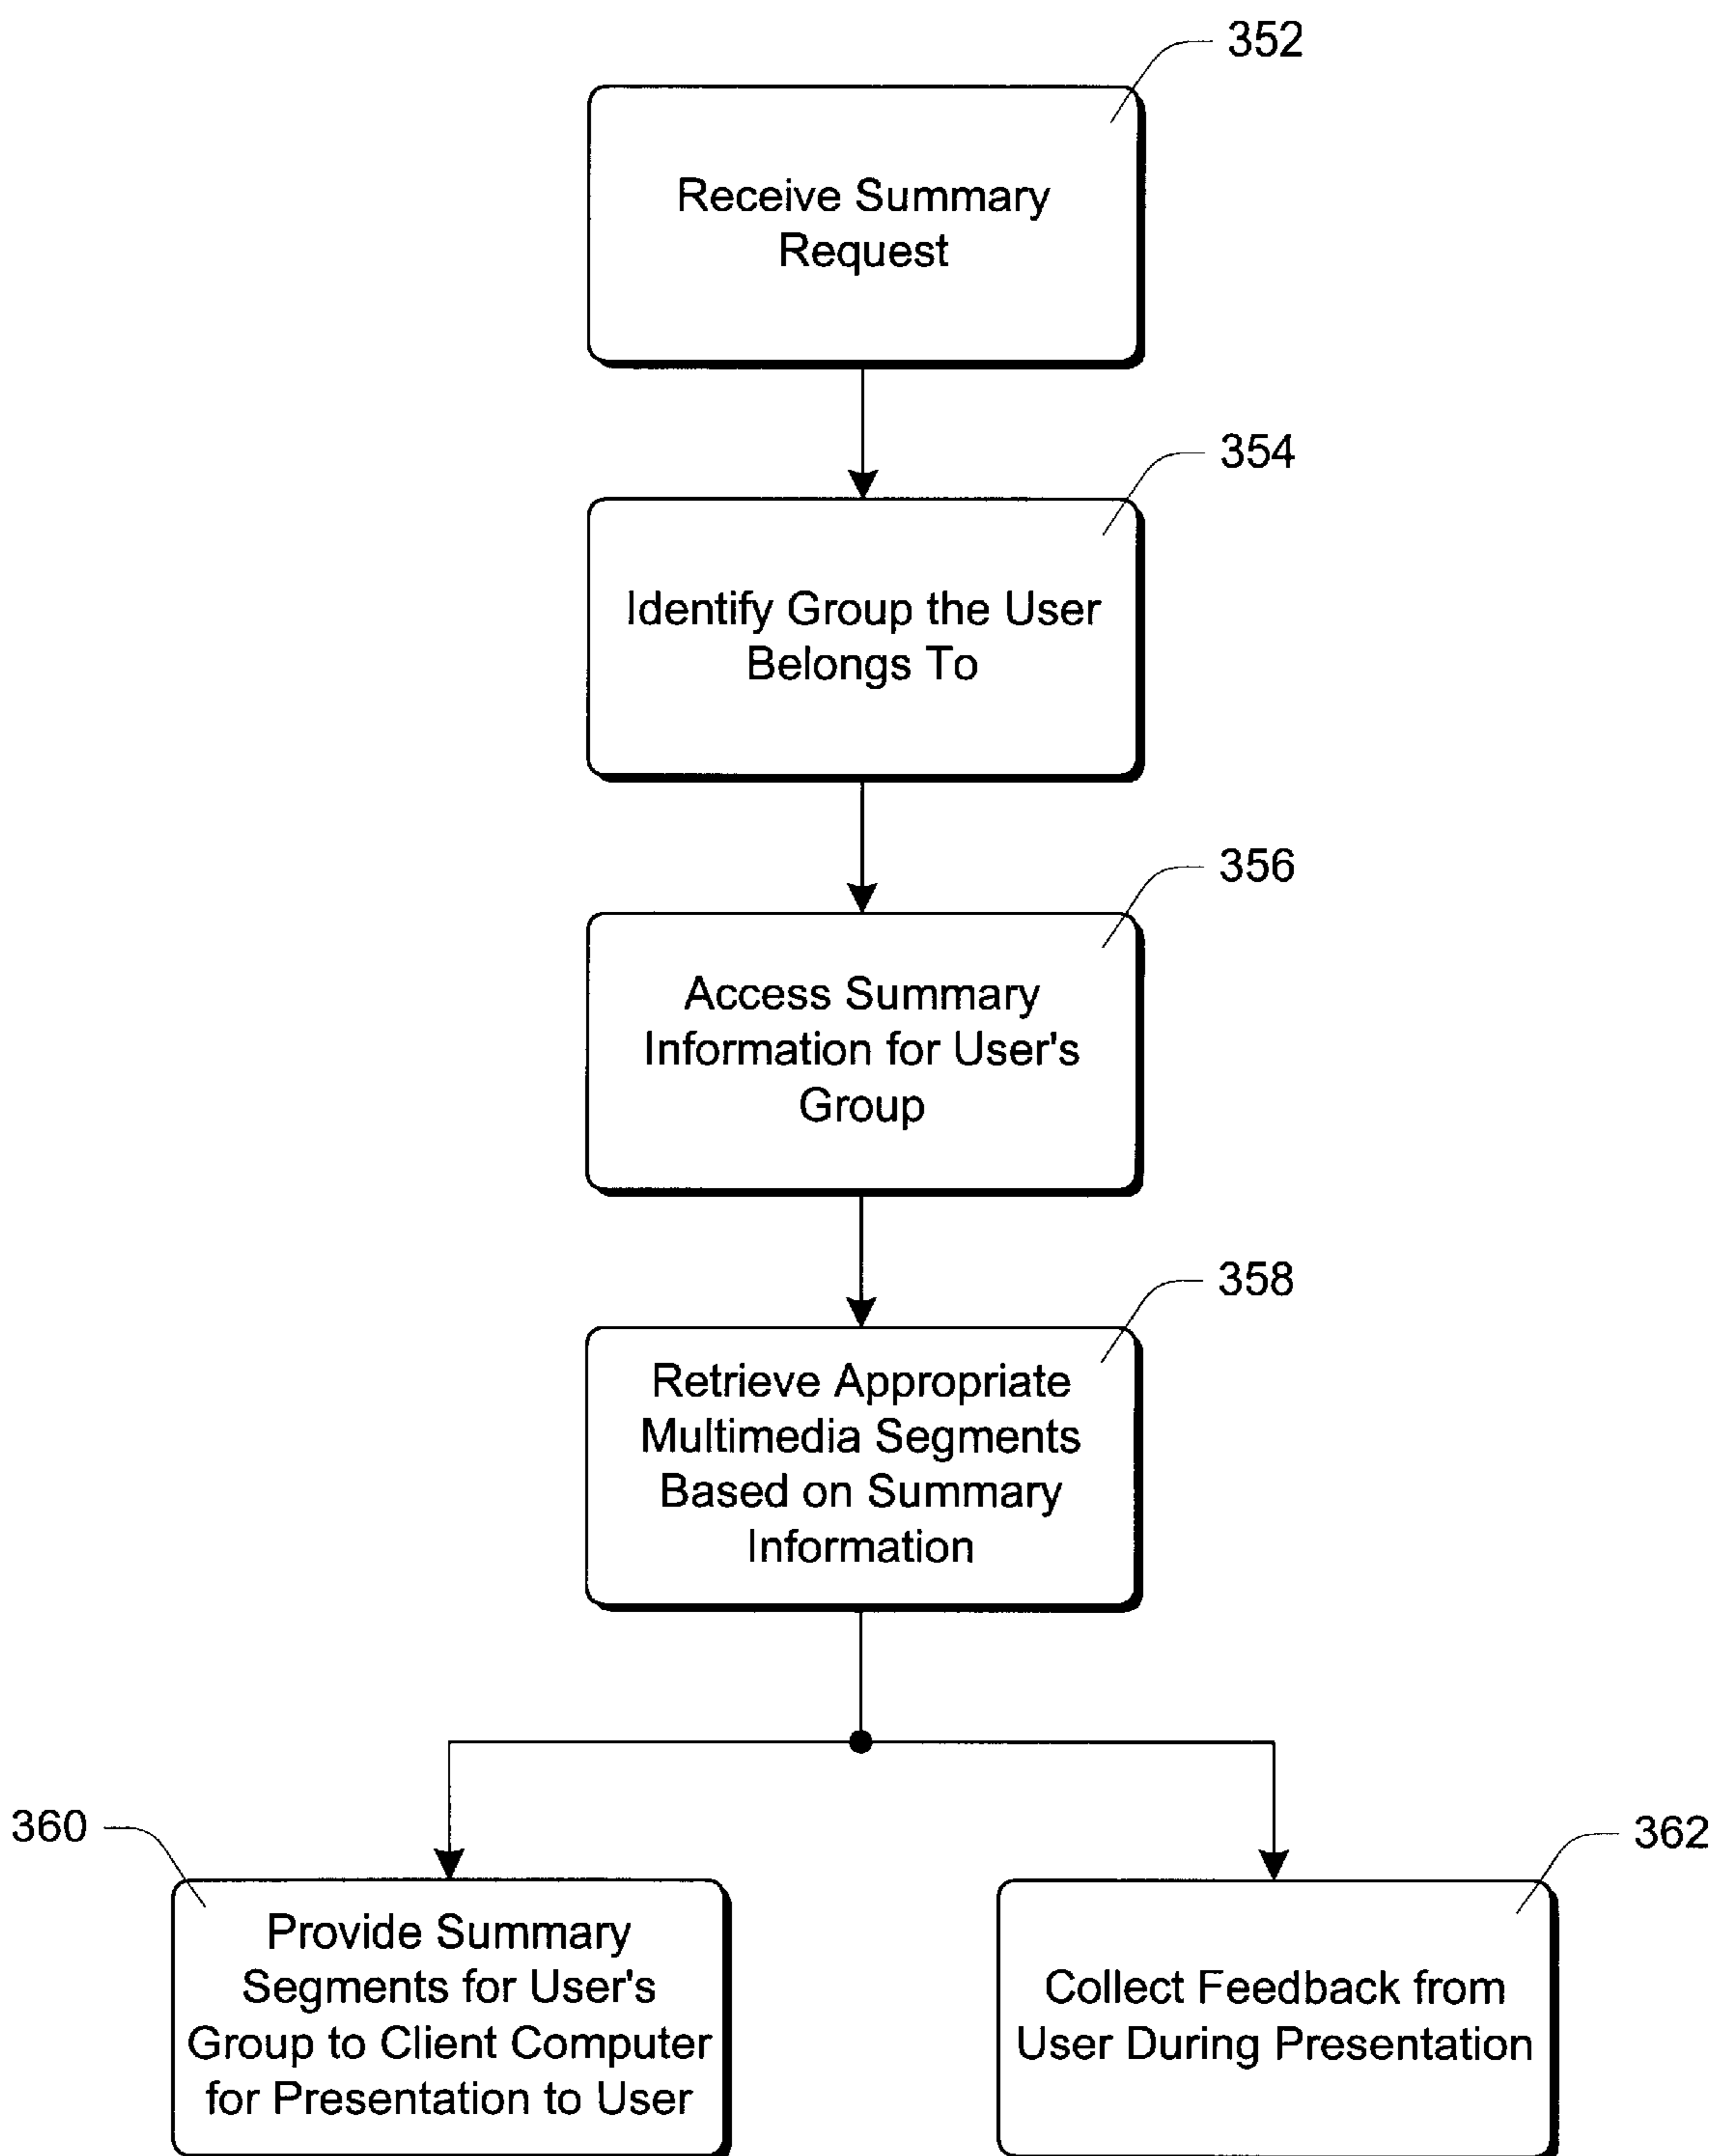 352
Receive Summary
Request
354
Identify Group the User
Belongs To
356
Access Summary
Information for User's
Group
358
Retrieve Appropriate
Multimedia Segments
Based on Summary
Information
360
Provide Summary
Segments for User's
Group to Client Computer
for Presentation to User
362
Collect Feedback from
User During Presentation